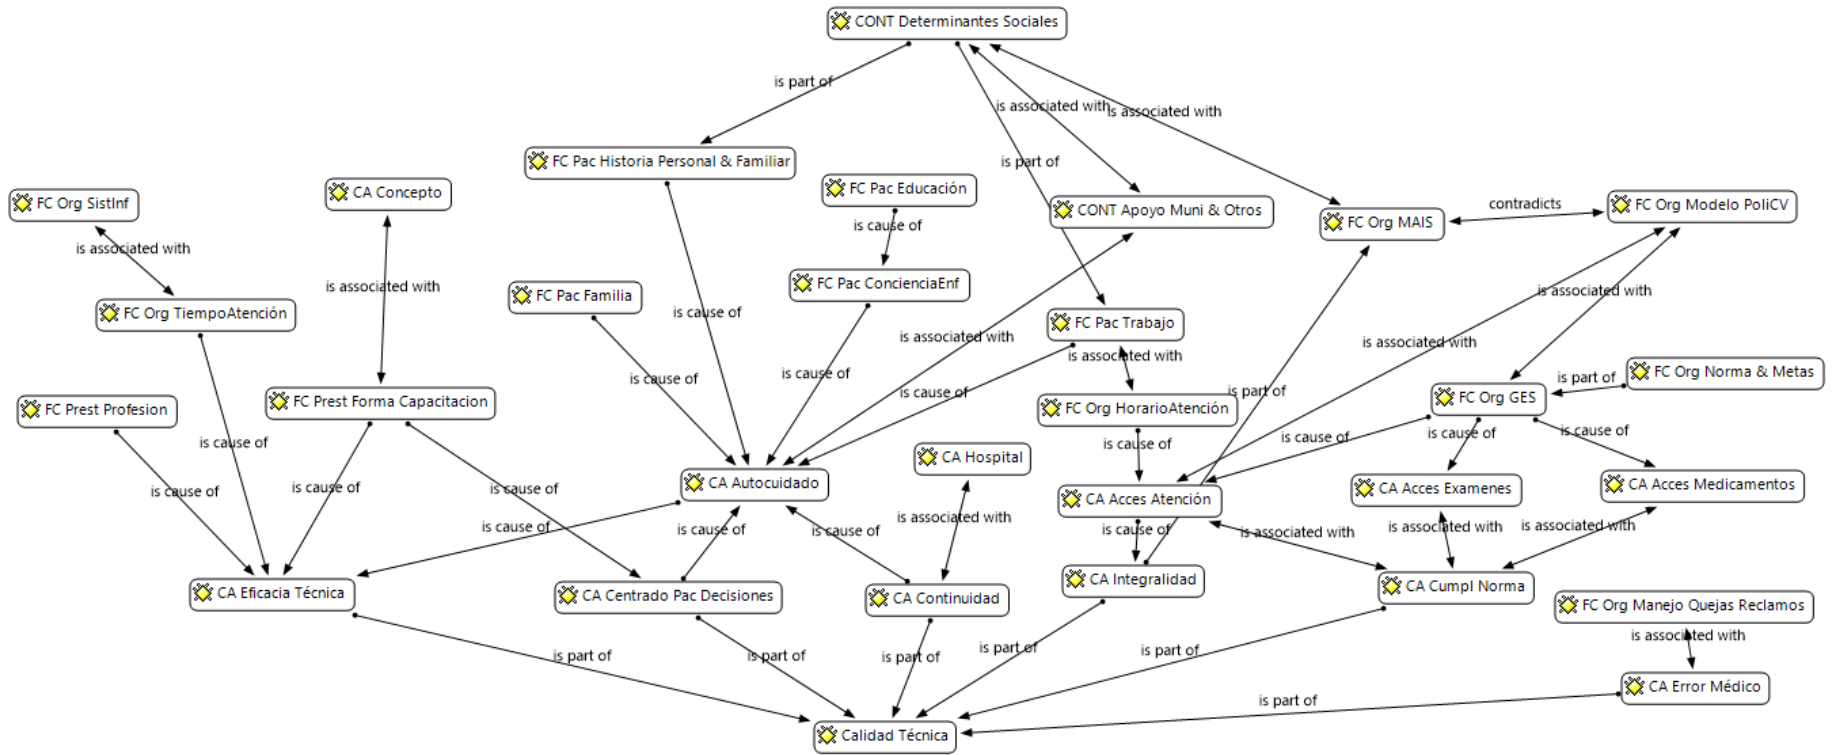 CONT Determinantes Sociales
is part of
is associated with
is associated with
FC Pac Historia Personal & Familiar
is part of
FC Org SistInf
CA Concepto
FC Pac Educación
CONT Apoyo Muni & Otros
FC Org MAIS
contradicts
FC Org Modelo PoliCV
is associated with
is cause of
is associated with
FC Pac Familia
FC Pac ConcienciaEnf
is associated with
FC Org TiempoAtención
is cause of
FC Pac Trabajo
is associated with
is associated with
is associated with
is cause of
is cause of
is cause of
is part of
is part of
FC Org Norma & Metas
FC Prest Profesion
FC Prest Forma Capacitacion
FC Org HorarioAtención
FC Org GES
is cause of
is cause of
is cause of
is cause of
is cause of
CA Hospital
is cause of
is cause of
is cause of
CA Autocuidado
CA Acces Atención
CA Acces Examenes
CA Acces Medicamentos
is cause of
is cause of
is cause of
is associated with
is cause of
is associated with
is associated with
is associated with
CA Eficacia Técnica
CA Centrado Pac Decisiones
CA Continuidad
CA Integralidad
CA Cumpl Norma
FC Org Manejo Quejas Reclamos
is associated with
is part of
is part of
is part of
is part of
is part of
CA Error Médico
is part of
Calidad Técnica